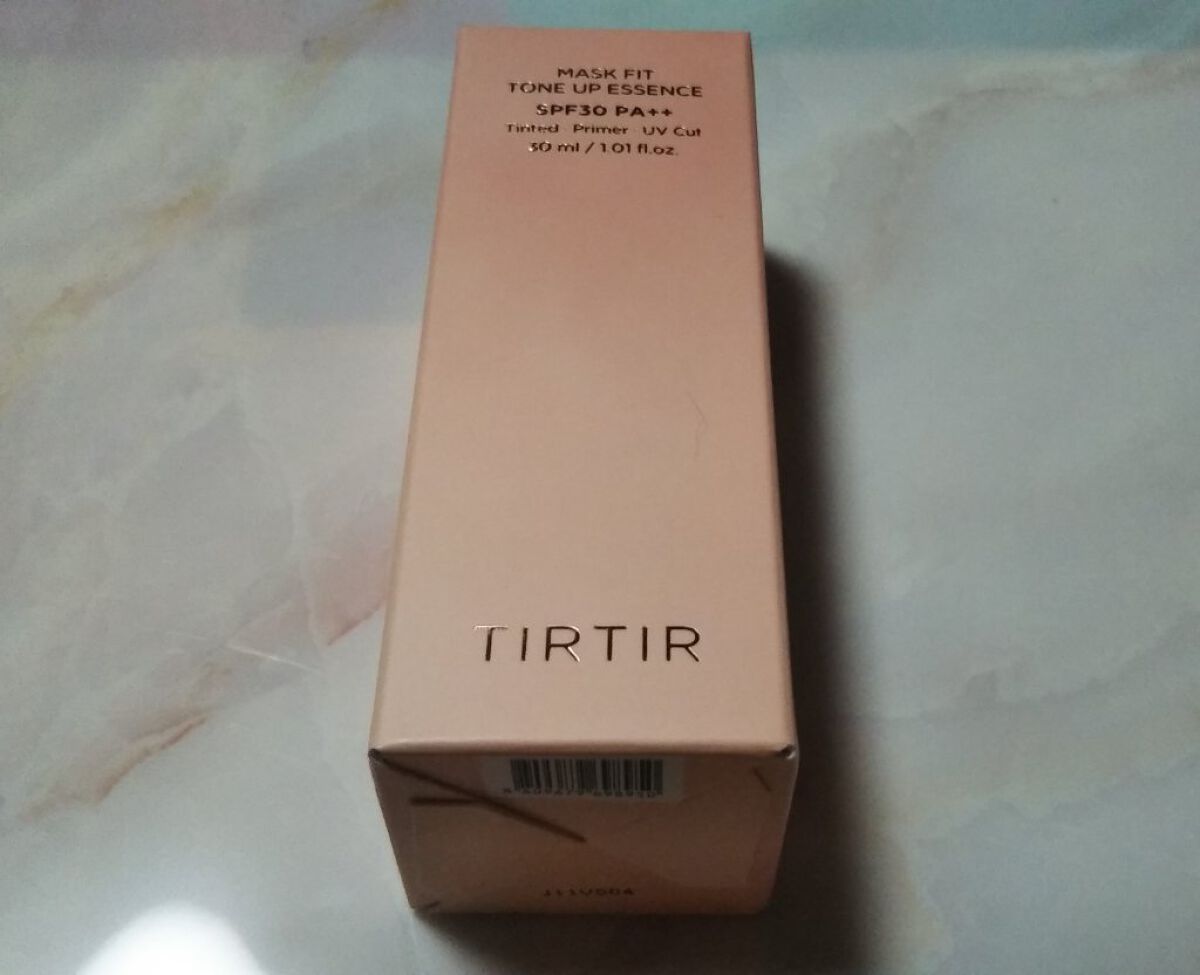 MASK FIT
TONE UP ESSENCE
SPF30 PA++
Tinted · Primer · UV Cut
30 ml / 1.01 fl.oz.
TIRTIR